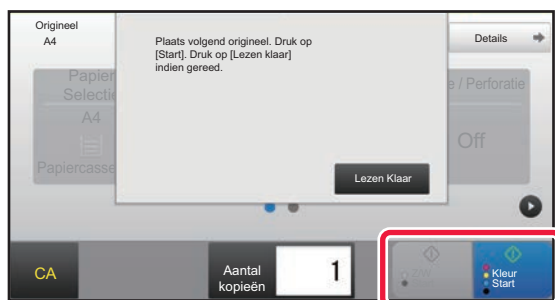 Origineel
A4
Plaats volgend origineel. Druk op
[Start]. Druk op [Lezen klaar]
indien gereed.
Details
Papier
Selectie
A4
Papiercasse
e / Perforatie
Off
Lezen Klaar
CA
Aantal
kopieën
1
Z/W
Kleur
Start